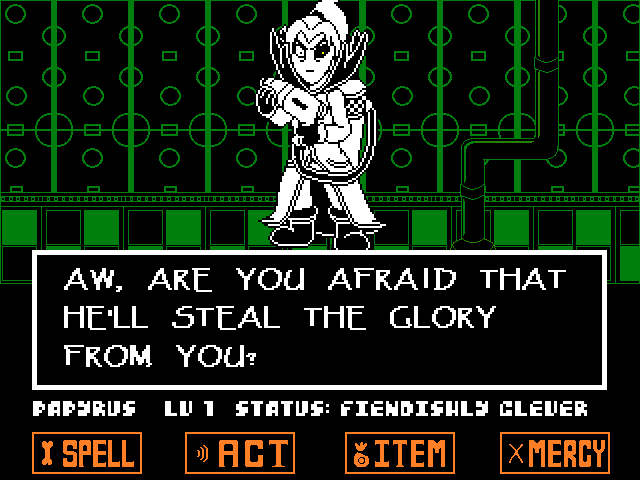 AW, ARE YOU AFRAID THAT
HE'LL STEAL THE GLORY
FROM YOU?
PAPYRUS LV 1 STATUS: FIENDISHLY CLEVER
SPELL ACT ITEM MERCY